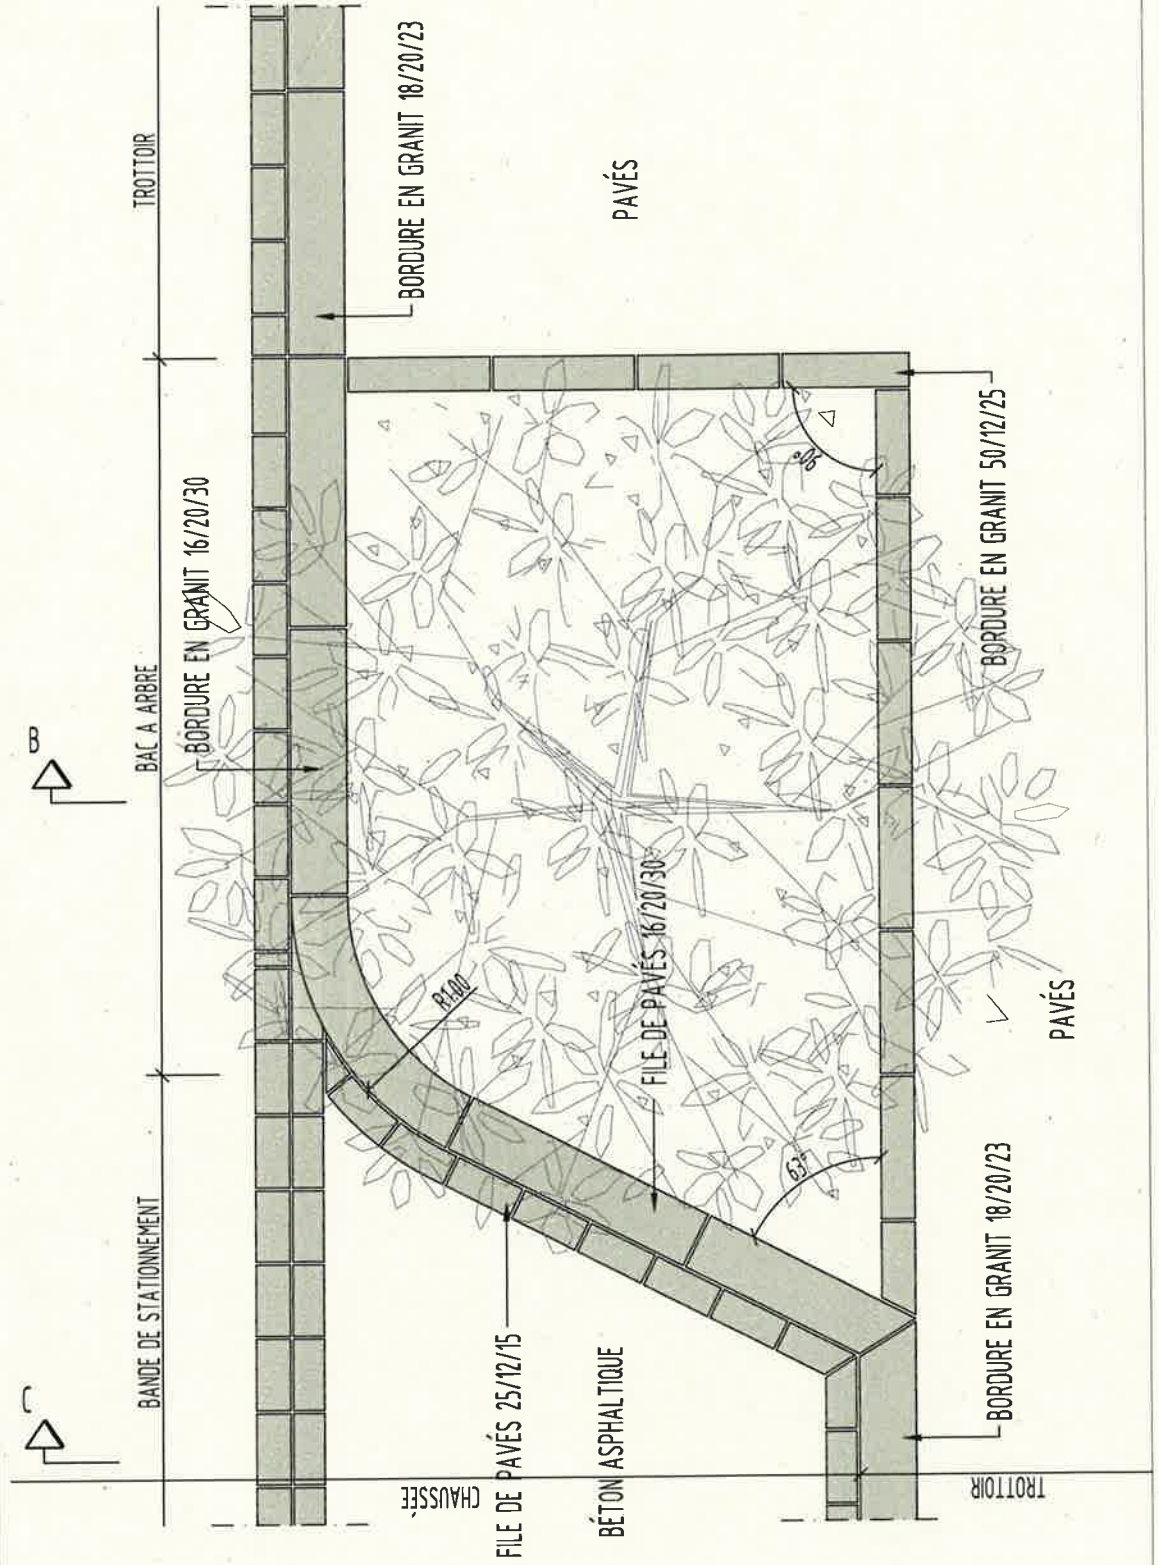 C
B
BANDE DE STATIONNEMENT
BAC A ARBRE
TROTTOIR
BORDURE EN GRANIT 16/20/30
BORDURE EN GRANIT 18/20/23
CHAUSSÉE
R1.00
FILE DE PAVÉS 25/12/15
BÉTON ASPHALTIQUE
FILE DE PAVÉS 16/20/30
PAVÉS
63°
90°
TROTTOIR
BORDURE EN GRANIT 18/20/23
PAVÉS
BORDURE EN GRANIT 50/12/25